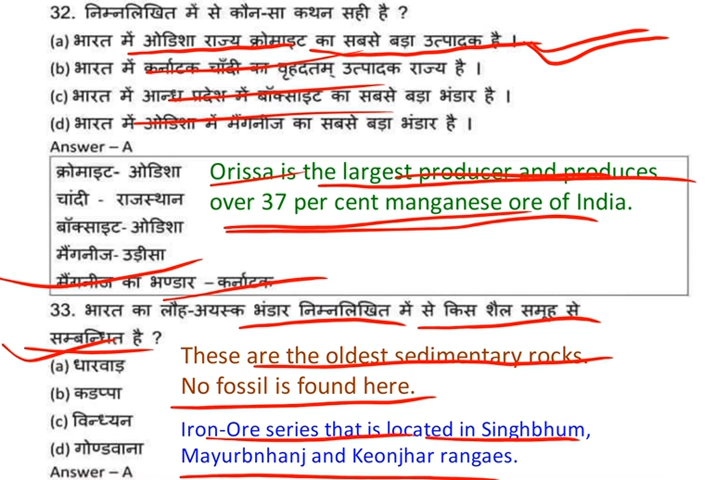 32. निम्नलिखित में से कौन-सा कथन सही है ?
(a) भारत में ओडिशा राज्य क्रोमाइट का सबसे बड़ा उत्पादक है ।
(b) भारत में कर्नाटक चाँदी का वृहदतम् उत्पादक राज्य है ।
(c) भारत में आन्ध्र प्रदेश में बॉक्साइट का सबसे बड़ा भंडार है ।
(d) भारत में ओडिशा में मैंगनीज का सबसे बड़ा भंडार है ।
Answer – A
क्रोमाइट- ओडिशा
चांदी - राजस्थान
बॉक्साइट- ओडिशा
मैंगनीज- उड़ीसा
मैंगनीज का भण्डार – कर्नाटक
Orissa is the largest producer and produces
over 37 per cent manganese ore of India.
33. भारत का लौह-अयस्क भंडार निम्नलिखित में से किस शैल समूह से
सम्बन्धित है ?
(a) धारवाड़
(b) कडप्पा
(c) विन्ध्यन
(d) गोण्डवाना
Answer – A
These are the oldest sedimentary rocks.
No fossil is found here.
Iron-Ore series that is located in Singhbhum,
Mayurbnhanj and Keonjhar rangaes.